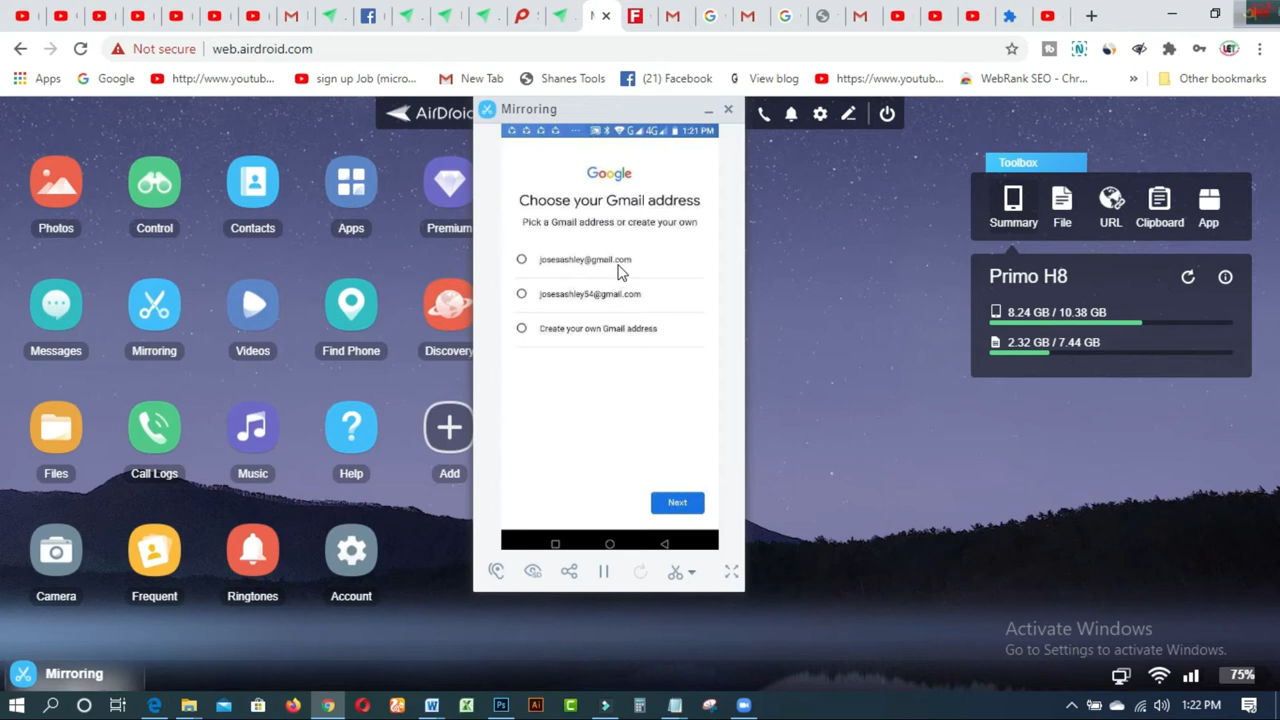 Not secure web.airdroid.com
Apps Google http://www.youtub... sign up Job (micro... New Tab Shanes Tools (21) Facebook View blog https://www.youtub... WebRank SEO - Chr... » Other bookmarks
AirDroid
Mirroring
1:21 PM
Google
Choose your Gmail address
Pick a Gmail address or create your own
josesashley@gmail.com
josesashley54@gmail.com
Create your own Gmail address
Next
Photos Control Contacts Apps Premium
Messages Mirroring Videos Find Phone Discovery
Files Call Logs Music Help Add
Camera Frequent Ringtones Account
Toolbox
Summary File URL Clipboard App
Primo H8
8.24 GB / 10.38 GB
2.32 GB / 7.44 GB
Activate Windows
Go to Settings to activate Windows.
Mirroring
75%
1:22 PM